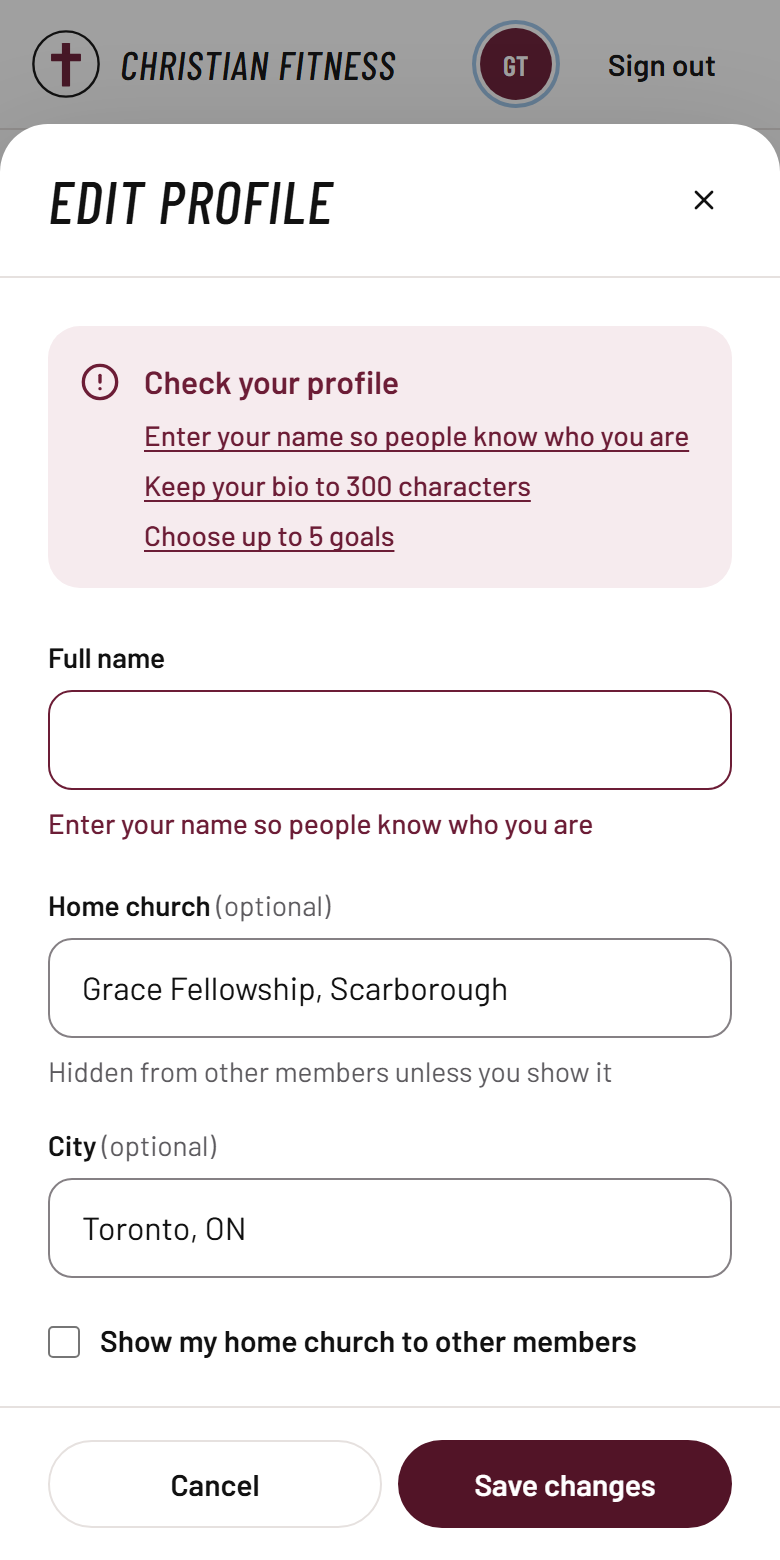 CHRISTIAN FITNESS
GT
Sign out
EDIT PROFILE
Check your profile
Enter your name so people know who you are
Keep your bio to 300 characters
Choose up to 5 goals
Full name
Enter your name so people know who you are
Home church (optional)
Grace Fellowship, Scarborough
Hidden from other members unless you show it
City (optional)
Toronto, ON
Show my home church to other members
Cancel
Save changes